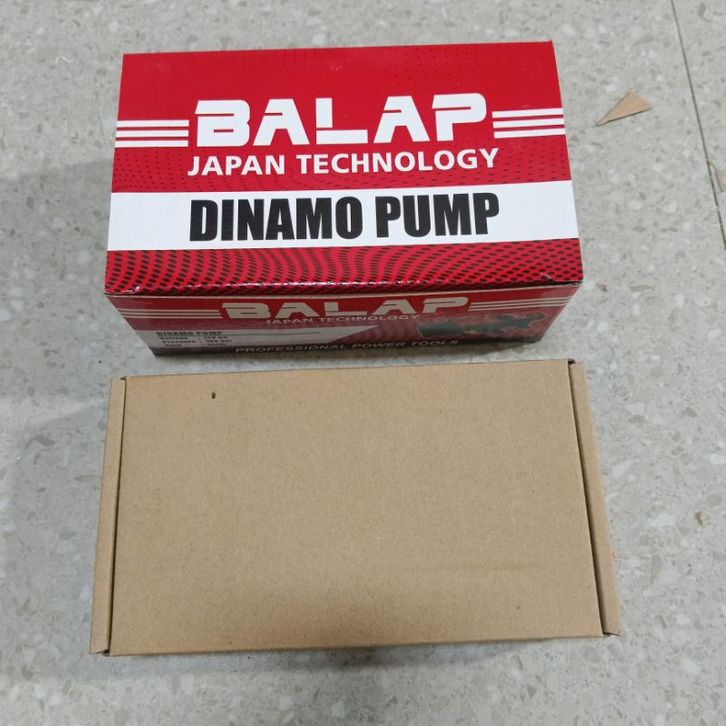 BALAP
JAPAN TECHNOLOGY
DINAMO PUMP
BALAP
JAPAN TECHNOLOGY
DINAMO PUMP
PROFESSIONAL POWER TOOLS